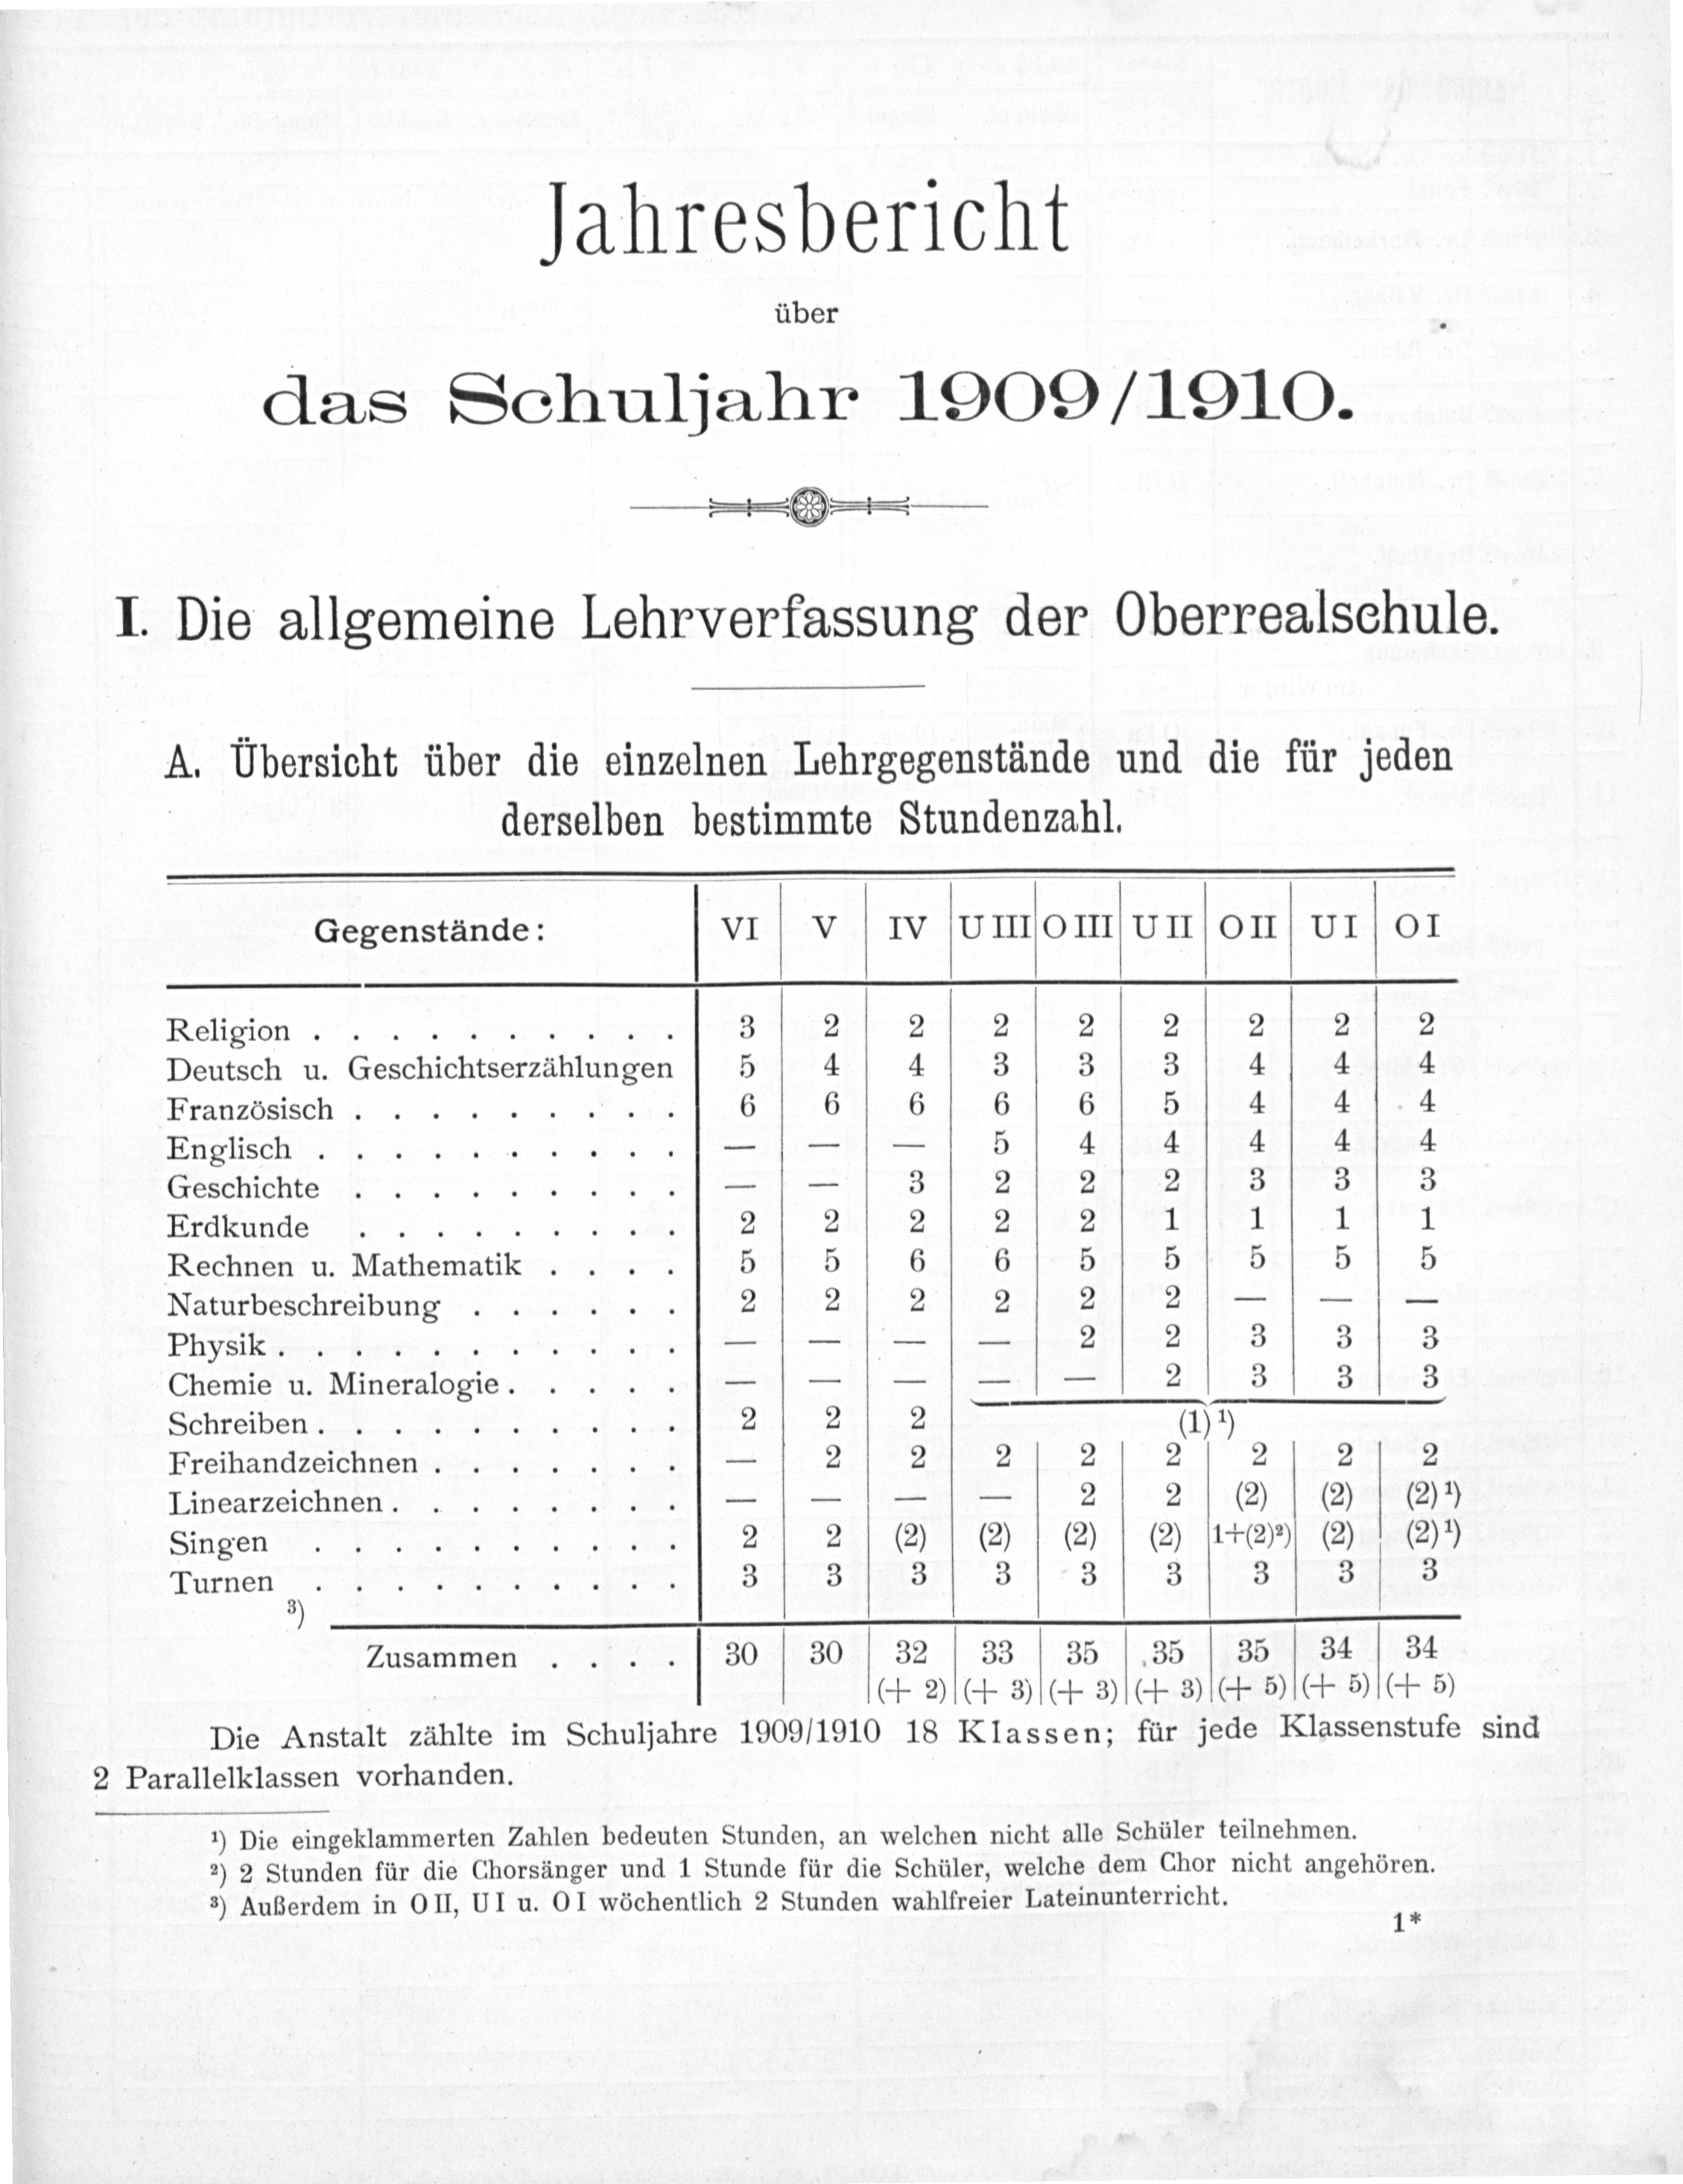 Jahresbericht
über
das Schuljahr 1909/1910.
I. Die allgemeine Lehrverfassung der Oberrealschule.
A. Übersicht über die einzelnen Lehrgegenstände und die für jeden
derselben bestimmte Stundenzahl.
Gegenstände: VI V IV U III O III U II O II U I O I
Religion . . . . . . . . . . 3 2 2 2 2 2 2 2 2
Deutsch u. Geschichtserzählungen 5 4 4 3 3 3 4 4 4
Französisch . . . . . . . . . 6 6 6 6 6 5 4 4 4
Englisch . . . . . . . . . . — — — 5 4 4 4 4 4
Geschichte . . . . . . . . . — — 3 2 2 2 3 3 3
Erdkunde . . . . . . . . . 2 2 2 2 2 1 1 1 1
Rechnen u. Mathematik . . . . 5 5 6 6 5 5 5 5 5
Naturbeschreibung . . . . . . 2 2 2 2 2 2 — — —
Physik . . . . . . . . . . . — — — — 2 2 3 3 3
Chemie u. Mineralogie . . . . . — — — — — 2 3 3 3
Schreiben . . . . . . . . . . 2 2 2 (1) ¹)
Freihandzeichnen . . . . . . . — 2 2 2 2 2 2 2 2
Linearzeichnen . . . . . . . . — — — — 2 2 (2) (2) (2) ¹)
Singen . . . . . . . . . . 2 2 (2) (2) (2) (2) 1+(2)²) (2) (2) ¹)
Turnen . . . . . . . . . . 3 3 3 3 3 3 3 3 3
³)
Zusammen . . . . 30 30 32 33 35 35 35 34 34
(+ 2) (+ 3) (+ 3) (+ 3) (+ 5) (+ 5) (+ 5)
Die Anstalt zählte im Schuljahre 1909/1910 18 Klassen; für jede Klassenstufe sind
2 Parallelklassen vorhanden.
¹) Die eingeklammerten Zahlen bedeuten Stunden, an welchen nicht alle Schüler teilnehmen.
²) 2 Stunden für die Chorsänger und 1 Stunde für die Schüler, welche dem Chor nicht angehören.
³) Außerdem in O II, U I u. O I wöchentlich 2 Stunden wahlfreier Lateinunterricht.
1*